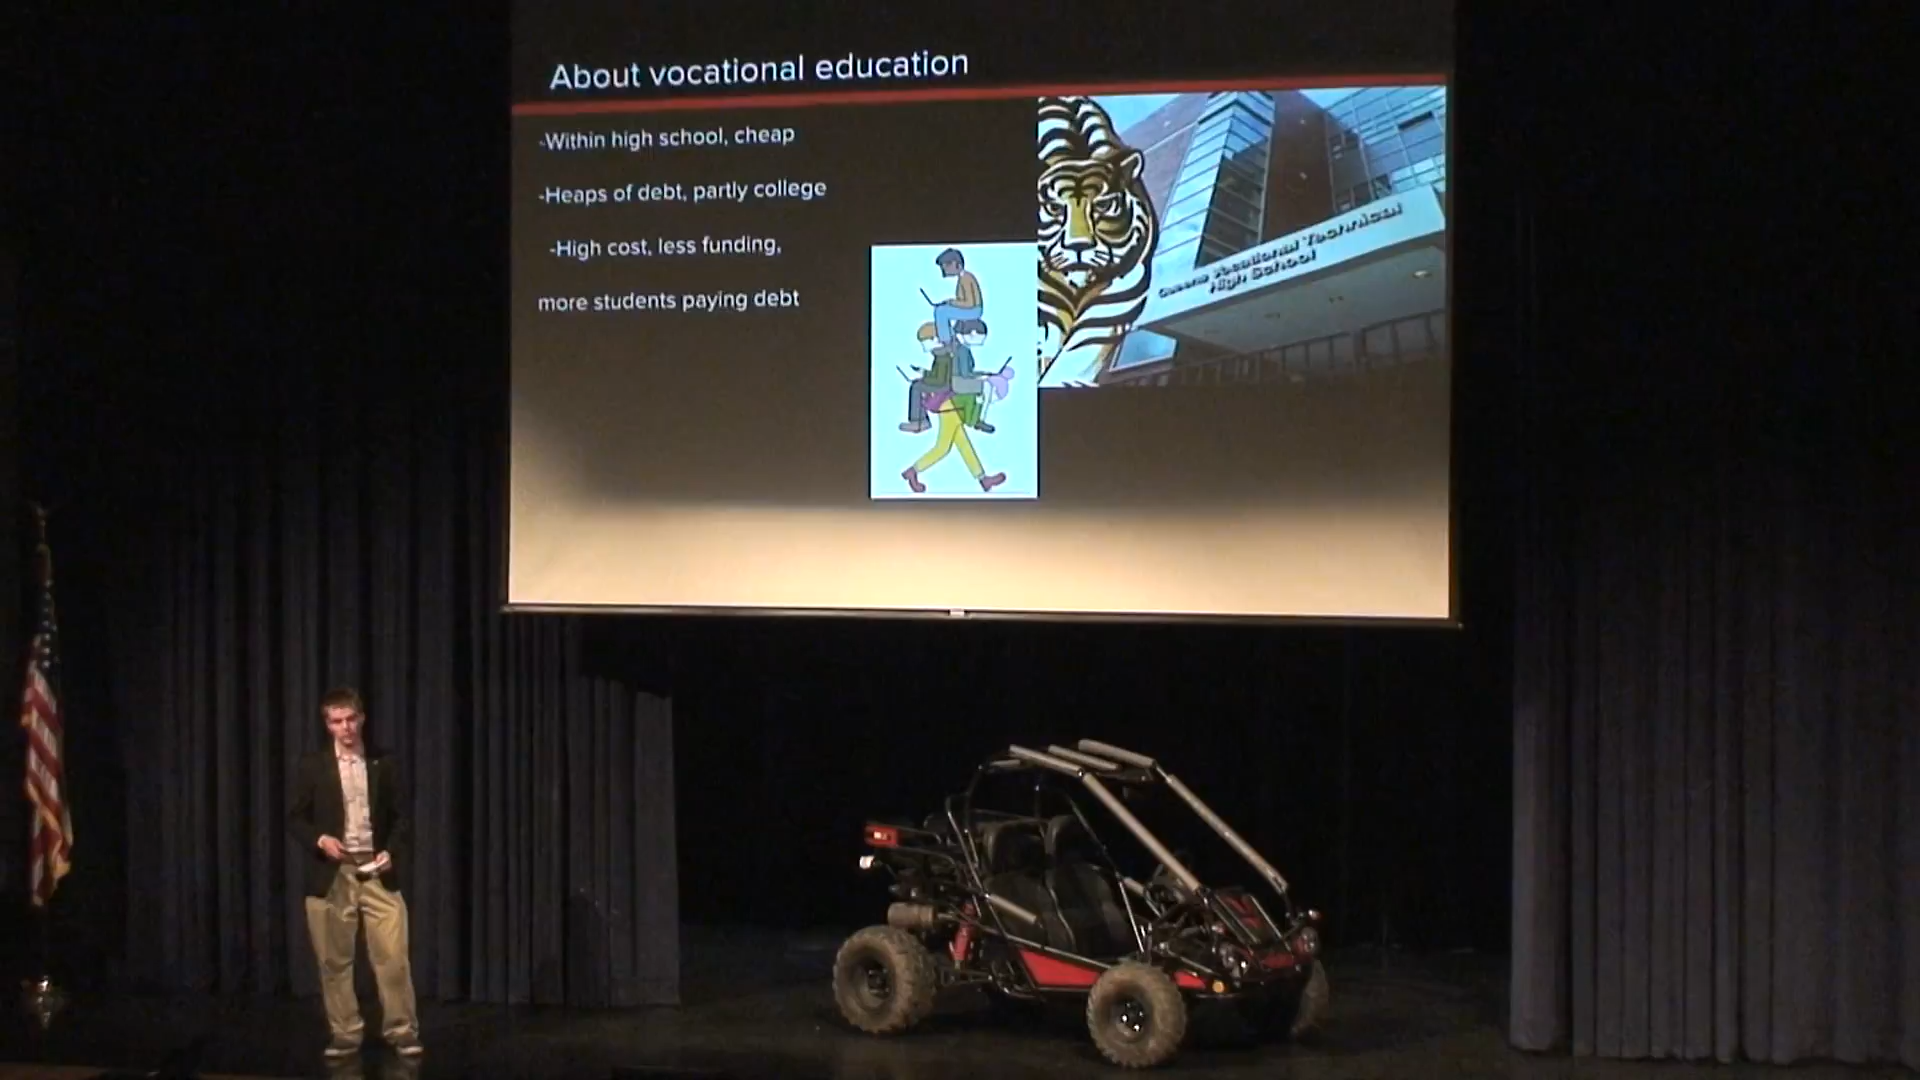 About vocational education
-Within high school, cheap
-Heaps of debt, partly college
-High cost, less funding,
more students paying debt
Queens Vocational Technical
High School